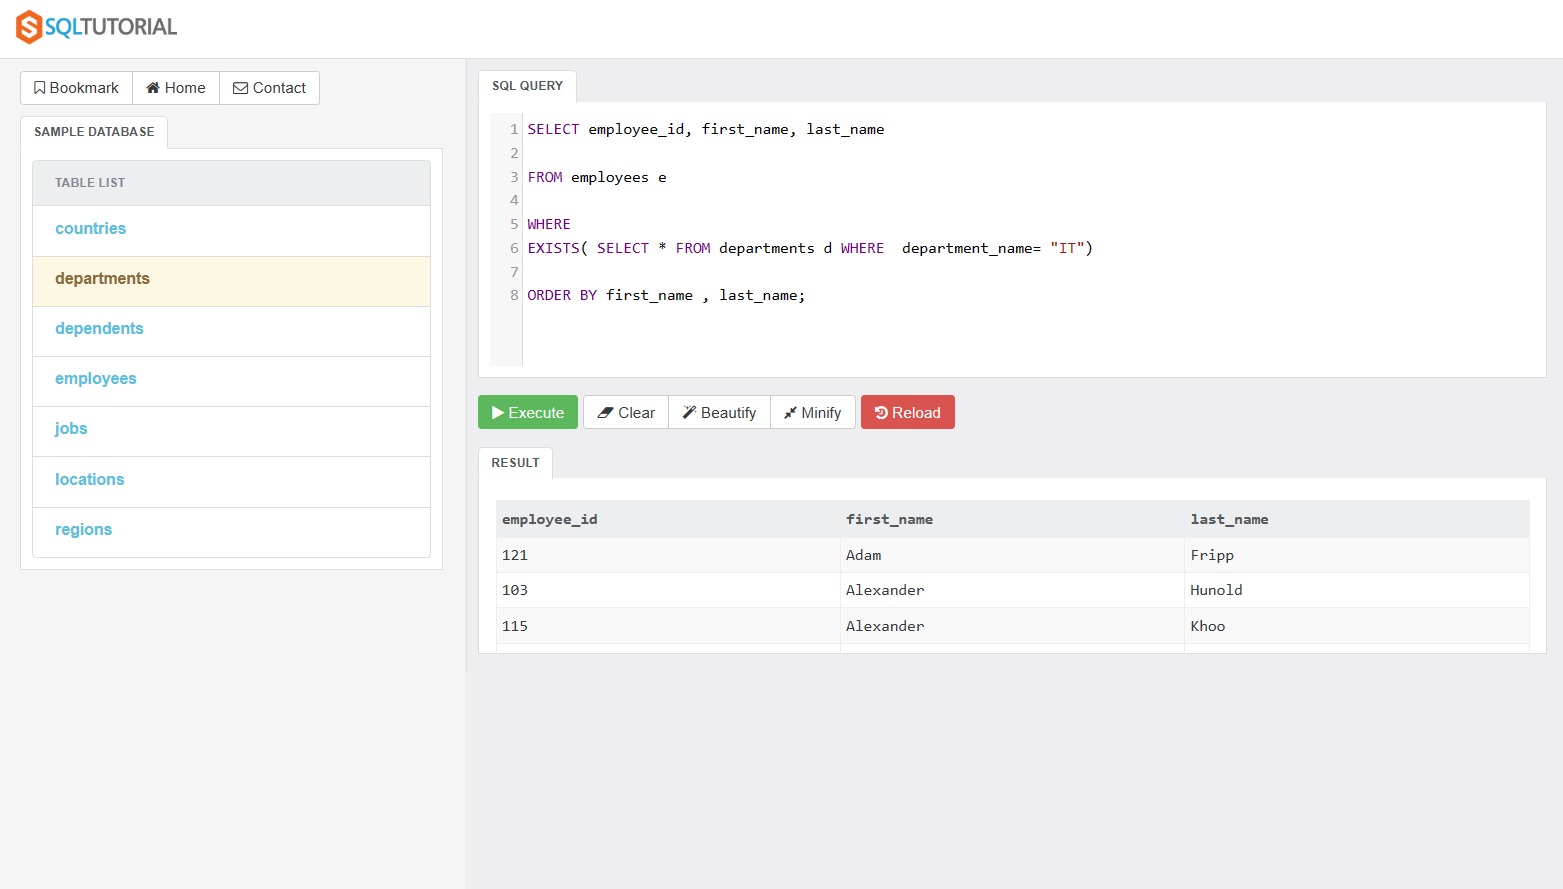 SQLTUTORIAL
Bookmark Home Contact
SAMPLE DATABASE
TABLE LIST
countries
departments
dependents
employees
jobs
locations
regions
SQL QUERY
1 SELECT employee_id, first_name, last_name
2
3 FROM employees e
4
5 WHERE
6 EXISTS( SELECT * FROM departments d WHERE  department_name= "IT")
7
8 ORDER BY first_name , last_name;
Execute Clear Beautify Minify Reload
RESULT
employee_id first_name last_name
121 Adam Fripp
103 Alexander Hunold
115 Alexander Khoo